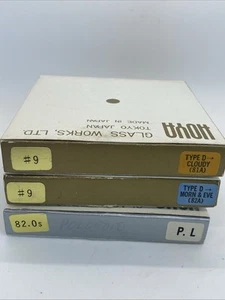 HOYA
GLASS WORKS, LTD.
TOKYO JAPAN
MADE IN JAPAN
#9
TYPE D→
CLOUDY
(81A)
#9
TYPE D→
MORN & EVE
(82A)
82.0s
P.L